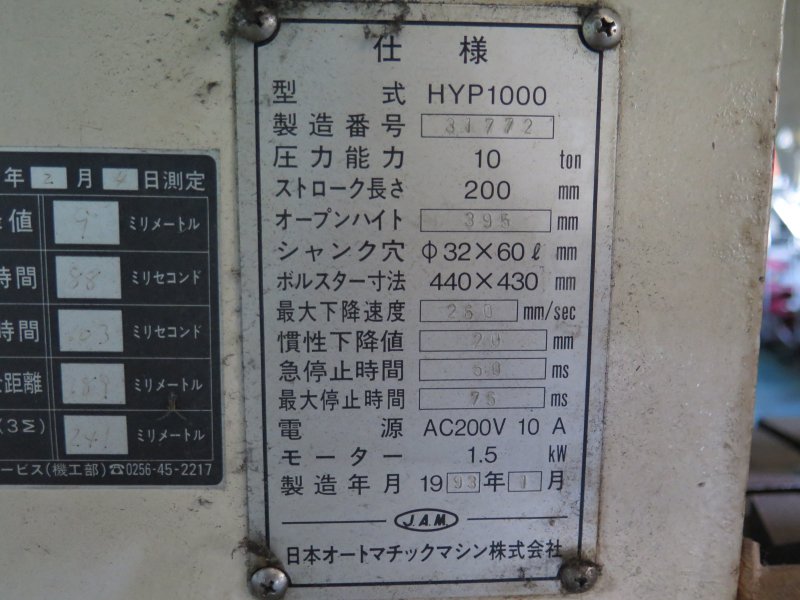 仕 様
型 式 HYP1000
製造番号 31772
圧力能力 10 ton
ストローク長さ 200 mm
オープンハイト 395 mm
シャンク穴 φ32×60ℓ mm
ボルスター寸法 440×430 mm
最大下降速度 260 mm/sec
慣性下降値 20 mm
急停止時間 50 ms
最大停止時間 75 ms
電 源 AC200V 10 A
モーター 1.5 kW
製造年月 1993年1月
J.A.M.
日本オートマチックマシン株式会社
年2月4日測定
値 9 ミリメートル
時間 88 ミリセコンド
時間 103 ミリセコンド
距離 189 ミリメートル
(3Σ) 241 ミリメートル
ービス(機工部)☎0256-45-2217